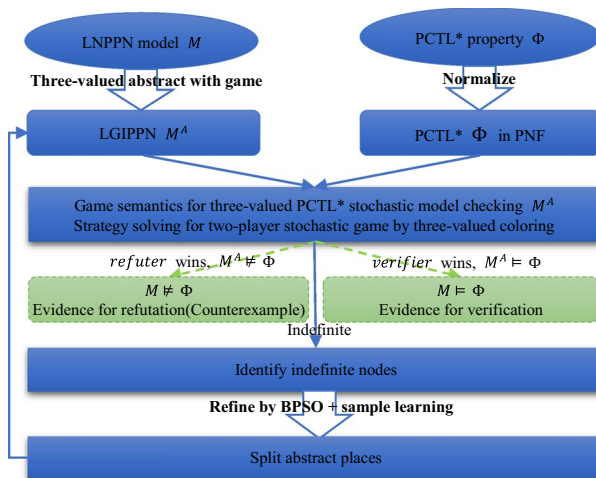 LNPPN model M
PCTL* property Φ
Three-valued abstract with game
Normalize
LGIPPN M^A
PCTL* Φ in PNF
Game semantics for three-valued PCTL* stochastic model checking M^A
Strategy solving for two-player stochastic game by three-valued coloring
refuter wins, M^A ⊭ Φ
verifier wins, M^A ⊨ Φ
M ⊭ Φ
Evidence for refutation(Counterexample)
M ⊨ Φ
Evidence for verification
Indefinite
Identify indefinite nodes
Refine by BPSO + sample learning
Split abstract places